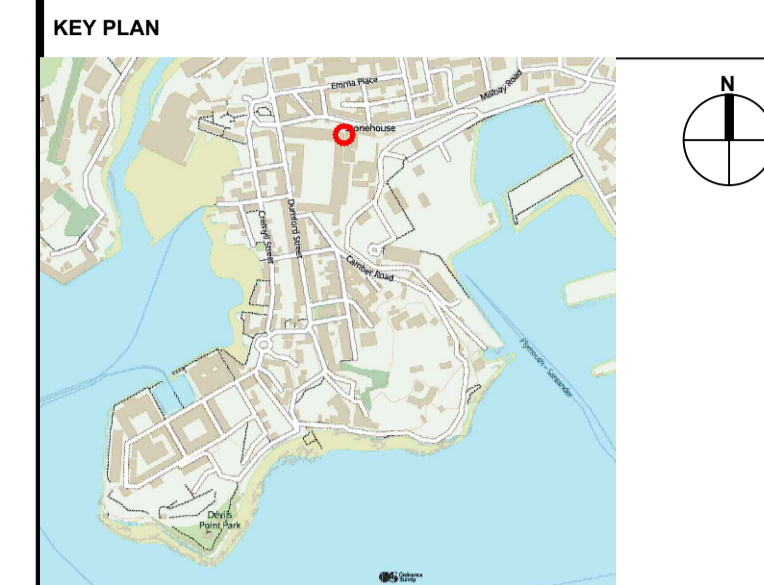 KEY PLAN
N
Emma Place
Millbay Road
onehouse
Durnford Street
Cremyll Street
Camber Road
Plymouth - Santander
Devil's
Point Park
Ordnance
Survey